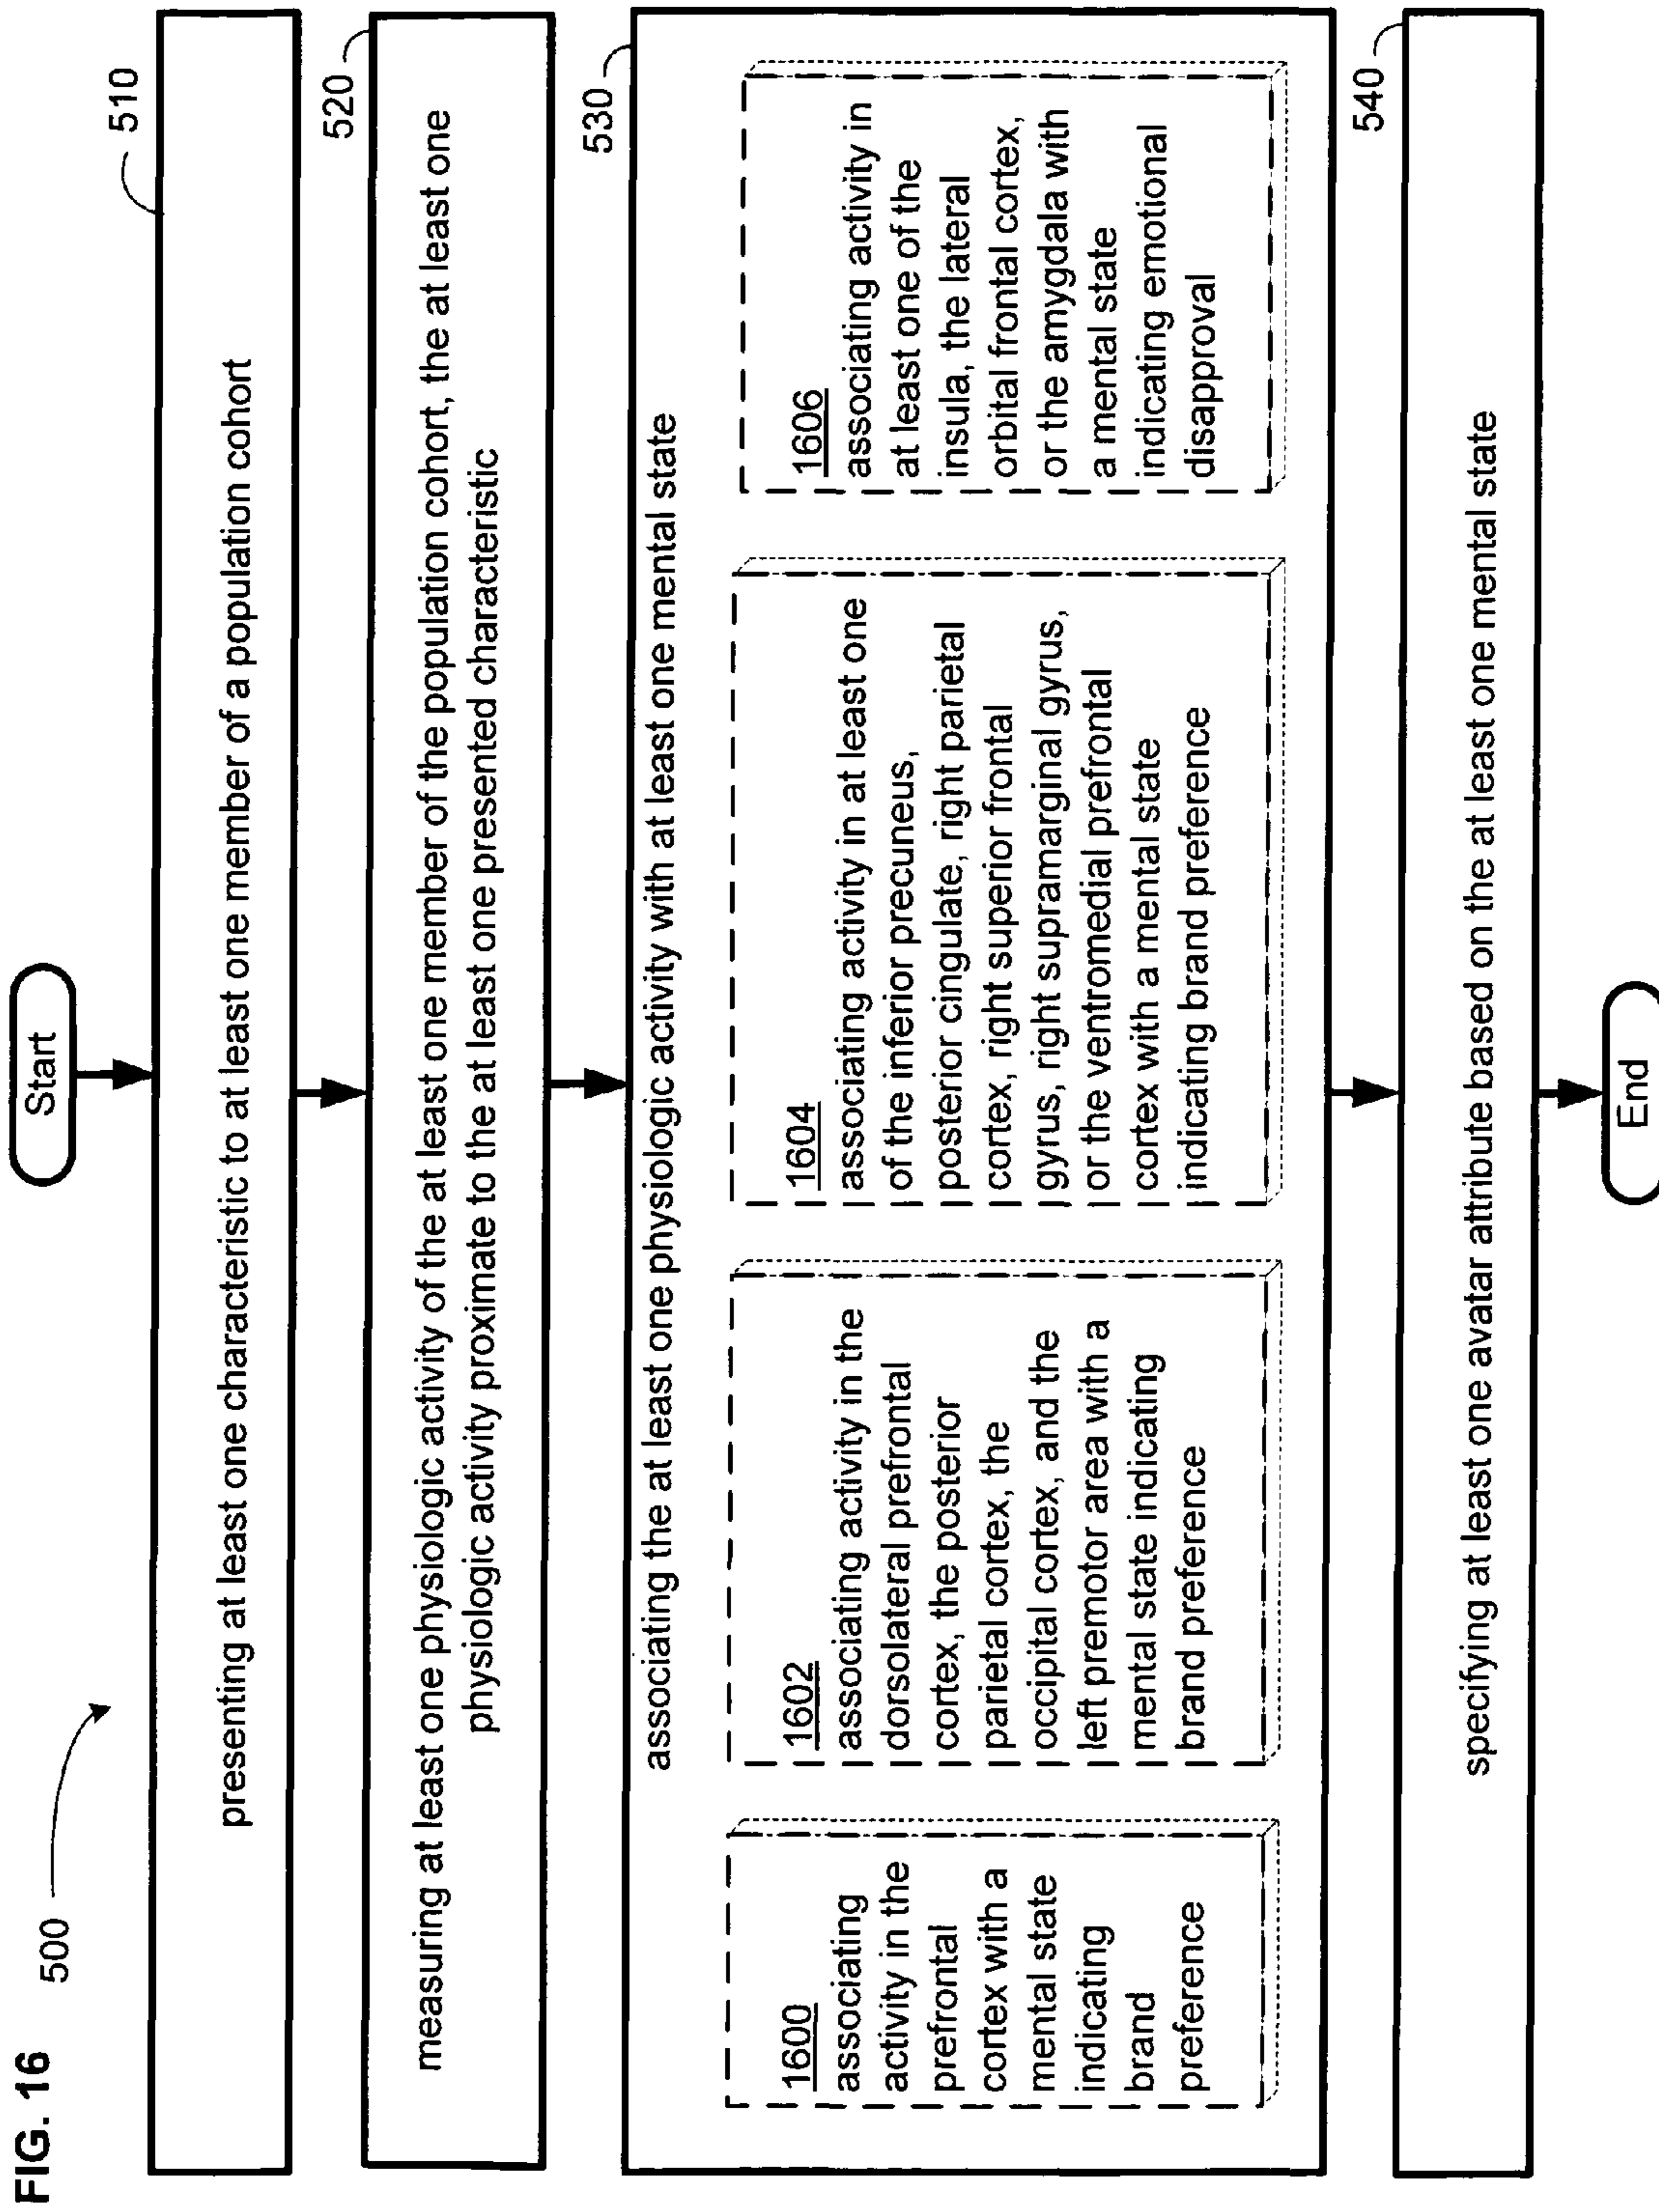 FIG. 16
500
Start
510
presenting at least one characteristic to at least one member of a population cohort
520
measuring at least one physiologic activity of the at least one member of the population cohort, the at least one
physiologic activity proximate to the at least one presented characteristic
530
associating the at least one physiologic activity with at least one mental state
1600
associating
activity in the
prefrontal
cortex with a
mental state
indicating
brand
preference
1602
associating activity in the
dorsolateral prefrontal
cortex, the posterior
parietal cortex, the
occipital cortex, and the
left premotor area with a
mental state indicating
brand preference
1604
associating activity in at least one
of the inferior precuneus,
posterior cingulate, right parietal
cortex, right superior frontal
gyrus, right supramarginal gyrus,
or the ventromedial prefrontal
cortex with a mental state
indicating brand preference
1606
associating activity in
at least one of the
insula, the lateral
orbital frontal cortex,
or the amygdala with
a mental state
indicating emotional
disapproval
540
specifying at least one avatar attribute based on the at least one mental state
End